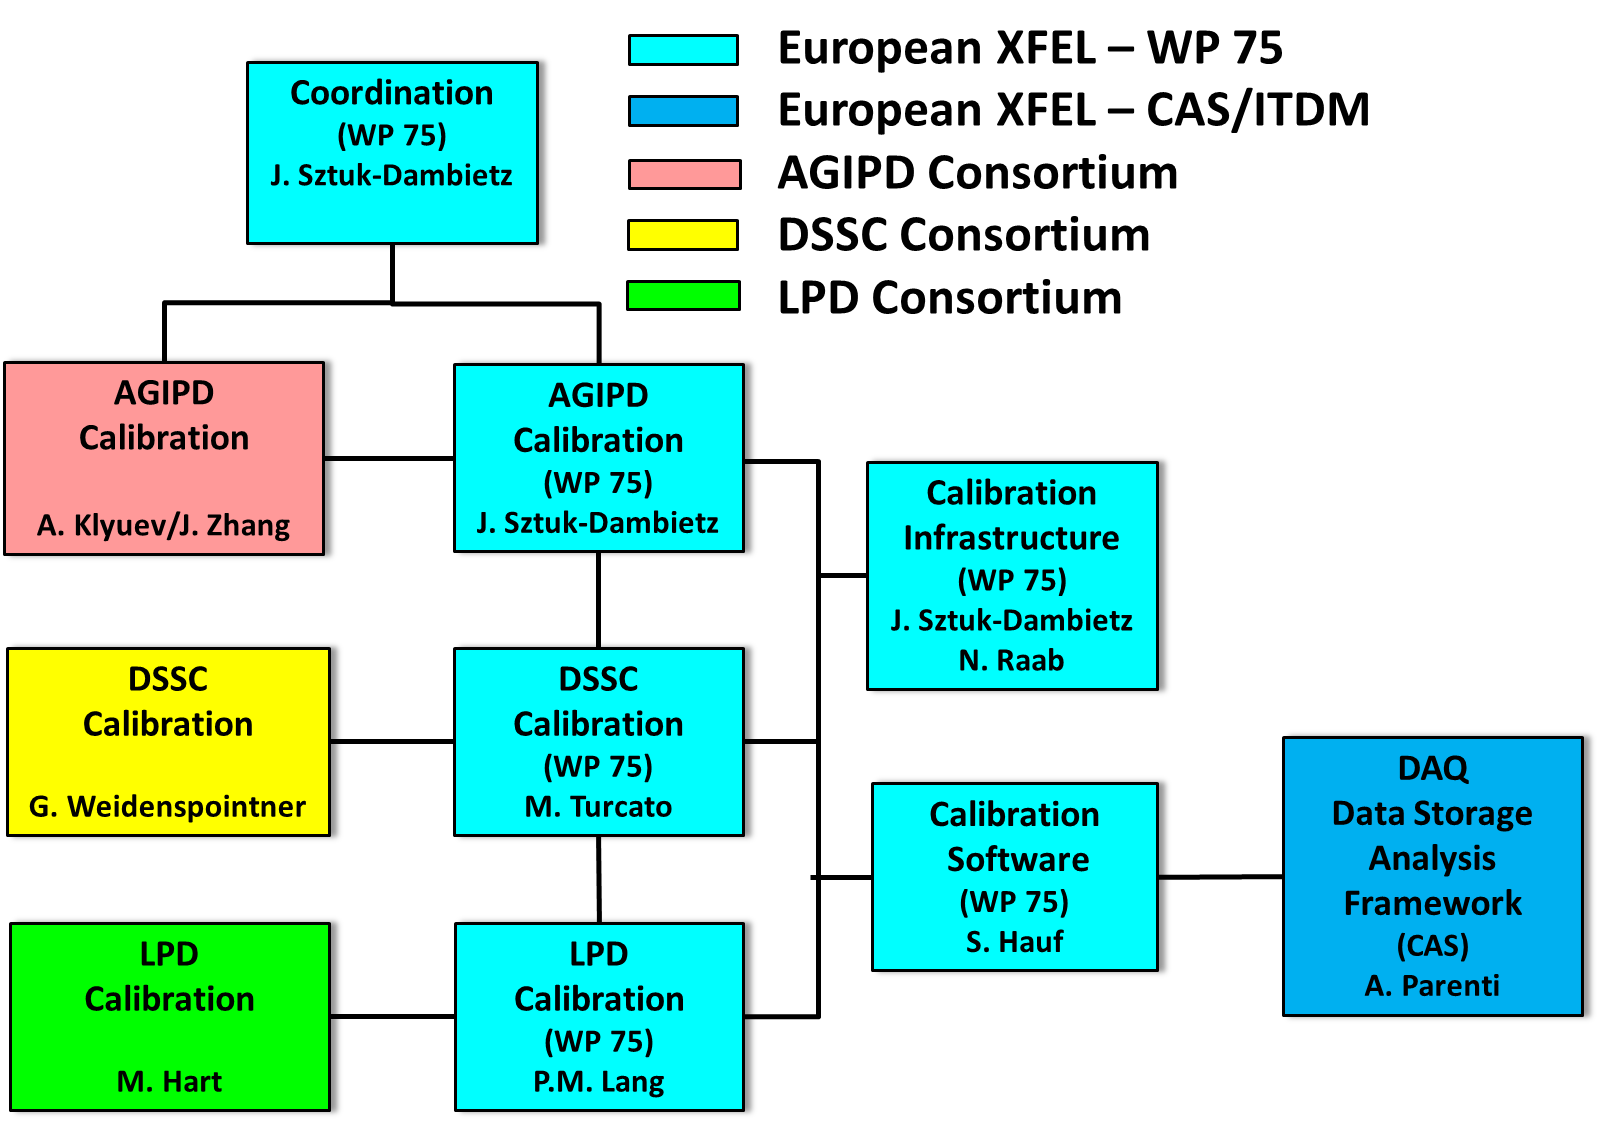 European XFEL – WP 75
European XFEL – CAS/ITDM
AGIPD Consortium
DSSC Consortium
LPD Consortium
Coordination
(WP 75)
J. Sztuk-Dambietz
AGIPD
Calibration
A. Klyuev/J. Zhang
AGIPD
Calibration
(WP 75)
J. Sztuk-Dambietz
Calibration
Infrastructure
(WP 75)
J. Sztuk-Dambietz
N. Raab
DSSC
Calibration
G. Weidenspointner
DSSC
Calibration
(WP 75)
M. Turcato
Calibration
Software
(WP 75)
S. Hauf
DAQ
Data Storage
Analysis
Framework
(CAS)
A. Parenti
LPD
Calibration
M. Hart
LPD
Calibration
(WP 75)
P.M. Lang